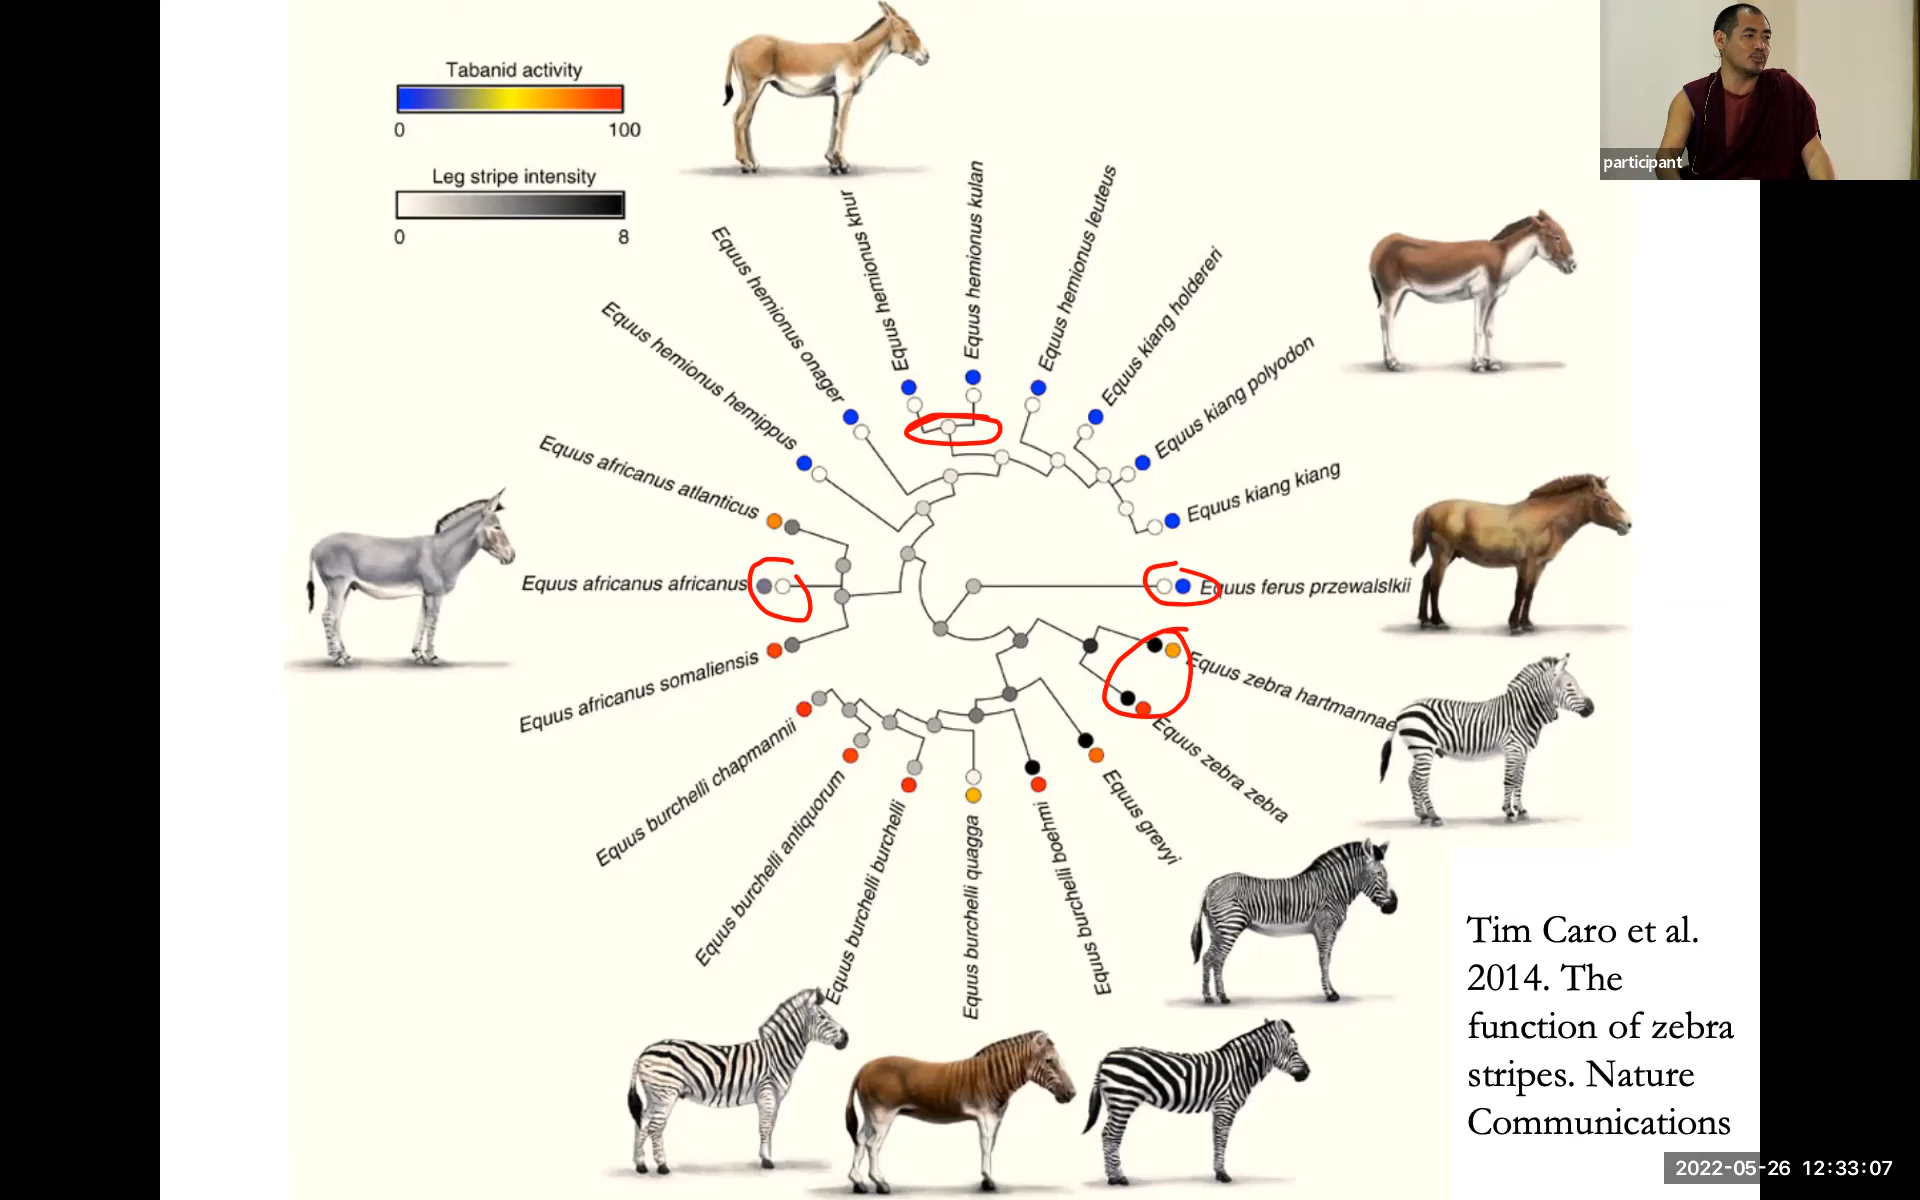 Tabanid activity
0 100
Leg stripe intensity
0 8
participant
Equus hemionus khur
Equus hemionus kulan
Equus hemionus leuteus
Equus kiang holdereri
Equus kiang polyodon
Equus kiang kiang
Equus hemionus onager
Equus hemionus hemippus
Equus africanus atlanticus
Equus africanus africanus
Equus ferus przewalslkii
Equus africanus somaliensis
Equus zebra hartmannae
Equus zebra zebra
Equus grevyi
Equus burchelli boehmi
Equus burchelli quagga
Equus burchelli burchelli
Equus burchelli antiquorum
Equus burchelli chapmannii
Tim Caro et al.
2014. The
function of zebra
stripes. Nature
Communications
2022-05-26 12:33:07